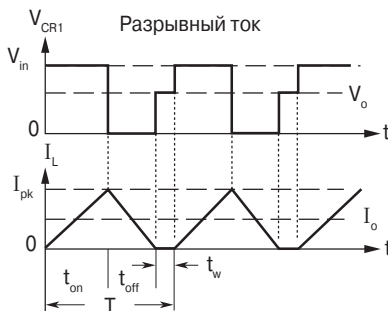 Разрывный ток
V_CR1
V_in
V_o
0
t
I_L
I_pk
I_o
0
t
t_on
t_off
t_w
T